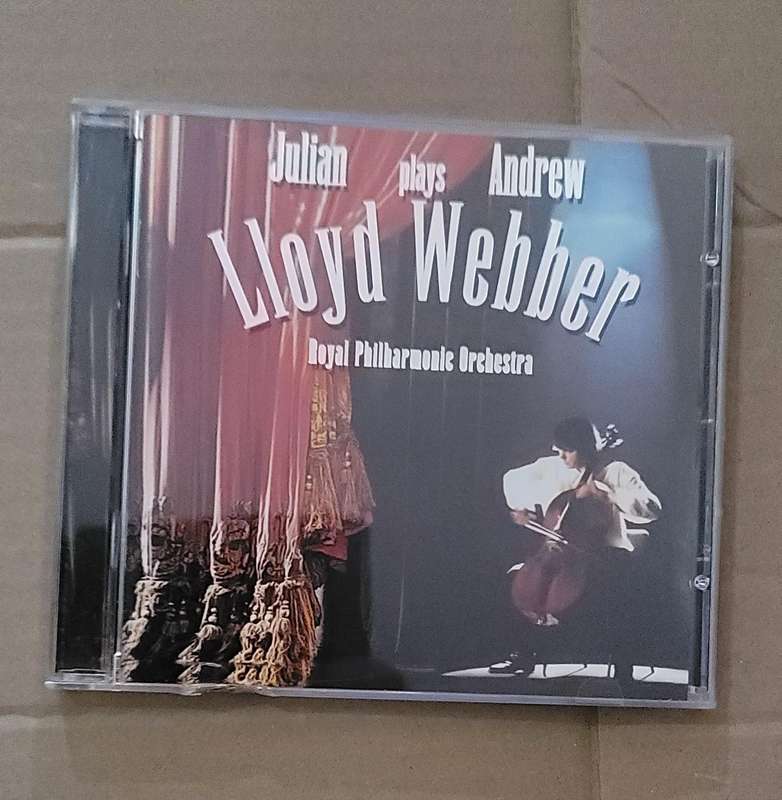 Julian plays Andrew
Lloyd Webber
Royal Philharmonic Orchestra